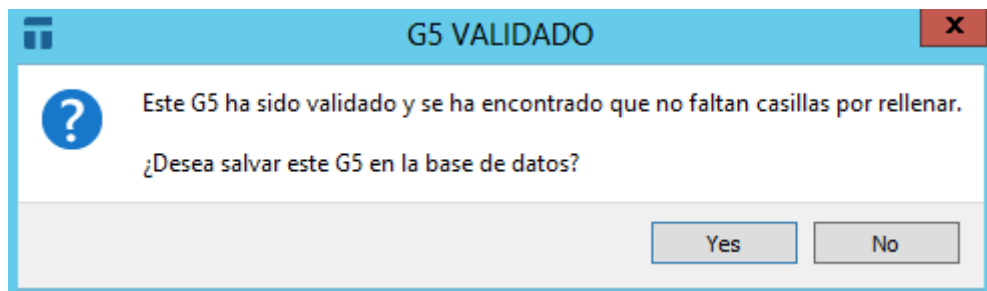 G5 VALIDADO
x
Este G5 ha sido validado y se ha encontrado que no faltan casillas por rellenar.
¿Desea salvar este G5 en la base de datos?
Yes
No